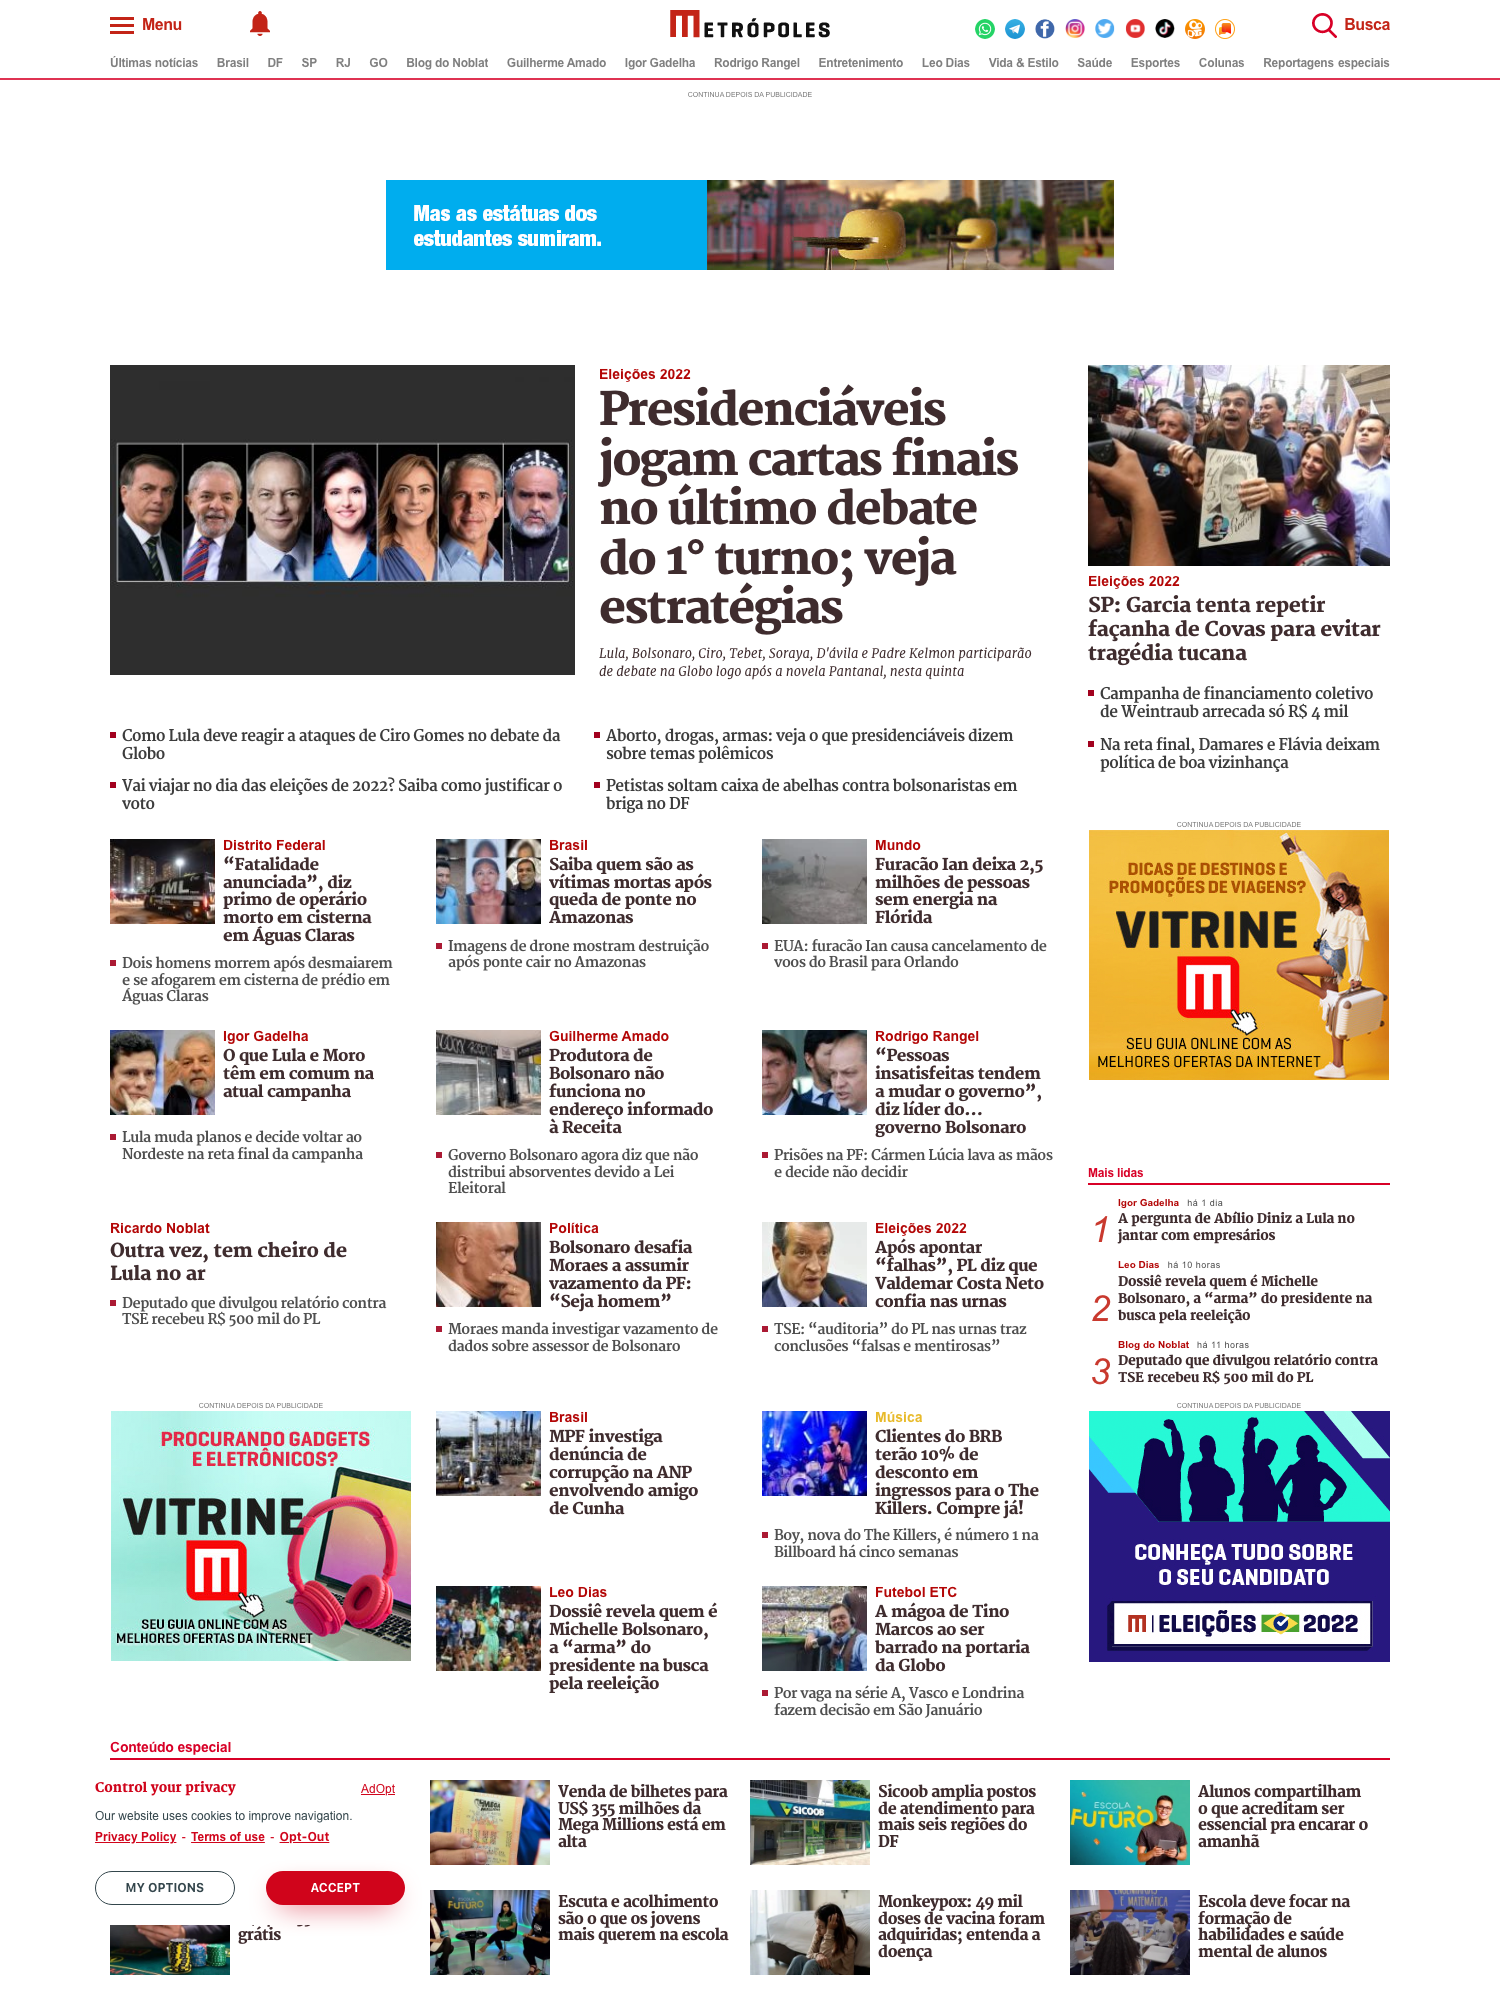 Menu
METRÓPOLES
Busca
Últimas notícias Brasil DF SP RJ GO Blog do Noblat Guilherme Amado Igor Gadelha Rodrigo Rangel Entretenimento Leo Dias Vida & Estilo Saúde Esportes Colunas Reportagens especiais
CONTINUA DEPOIS DA PUBLICIDADE
Mas as estátuas dos
estudantes sumiram.
Eleições 2022
Presidenciáveis
jogam cartas finais
no último debate
do 1° turno; veja
estratégias
Lula, Bolsonaro, Ciro, Tebet, Soraya, D'ávila e Padre Kelmon participarão
de debate na Globo logo após a novela Pantanal, nesta quinta
Eleições 2022
SP: Garcia tenta repetir
façanha de Covas para evitar
tragédia tucana
Campanha de financiamento coletivo
de Weintraub arrecada só R$ 4 mil
Na reta final, Damares e Flávia deixam
política de boa vizinhança
Como Lula deve reagir a ataques de Ciro Gomes no debate da
Globo
Aborto, drogas, armas: veja o que presidenciáveis dizem
sobre temas polêmicos
Vai viajar no dia das eleições de 2022? Saiba como justificar o
voto
Petistas soltam caixa de abelhas contra bolsonaristas em
briga no DF
IML
Distrito Federal
“Fatalidade
anunciada”, diz
primo de operário
morto em cisterna
em Águas Claras
Dois homens morrem após desmaiarem
e se afogarem em cisterna de prédio em
Águas Claras
Brasil
Saiba quem são as
vítimas mortas após
queda de ponte no
Amazonas
Imagens de drone mostram destruição
após ponte cair no Amazonas
Mundo
Furacão Ian deixa 2,5
milhões de pessoas
sem energia na
Flórida
EUA: furacão Ian causa cancelamento de
voos do Brasil para Orlando
CONTINUA DEPOIS DA PUBLICIDADE
DICAS DE DESTINOS E
PROMOÇÕES DE VIAGENS?
VITRINE
M
SEU GUIA ONLINE COM AS
MELHORES OFERTAS DA INTERNET
Igor Gadelha
O que Lula e Moro
têm em comum na
atual campanha
Lula muda planos e decide voltar ao
Nordeste na reta final da campanha
Guilherme Amado
Produtora de
Bolsonaro não
funciona no
endereço informado
à Receita
Governo Bolsonaro agora diz que não
distribui absorventes devido a Lei
Eleitoral
Rodrigo Rangel
“Pessoas
insatisfeitas tendem
a mudar o governo”,
diz líder do…
governo Bolsonaro
Prisões na PF: Cármen Lúcia lava as mãos
e decide não decidir
Mais lidas
Igor Gadelha há 1 dia
1 A pergunta de Abílio Diniz a Lula no
jantar com empresários
Leo Dias há 10 horas
2 Dossiê revela quem é Michelle
Bolsonaro, a “arma” do presidente na
busca pela reeleição
Blog do Noblat há 11 horas
3 Deputado que divulgou relatório contra
TSE recebeu R$ 500 mil do PL
Ricardo Noblat
Outra vez, tem cheiro de
Lula no ar
Deputado que divulgou relatório contra
TSE recebeu R$ 500 mil do PL
Política
Bolsonaro desafia
Moraes a assumir
vazamento da PF:
“Seja homem”
Moraes manda investigar vazamento de
dados sobre assessor de Bolsonaro
Eleições 2022
Após apontar
“falhas”, PL diz que
Valdemar Costa Neto
confia nas urnas
TSE: “auditoria” do PL nas urnas traz
conclusões “falsas e mentirosas”
CONTINUA DEPOIS DA PUBLICIDADE
PROCURANDO GADGETS
E ELETRÔNICOS?
VITRINE
M
SEU GUIA ONLINE COM AS
MELHORES OFERTAS DA INTERNET
Brasil
MPF investiga
denúncia de
corrupção na ANP
envolvendo amigo
de Cunha
Música
Clientes do BRB
terão 10% de
desconto em
ingressos para o The
Killers. Compre já!
Boy, nova do The Killers, é número 1 na
Billboard há cinco semanas
CONTINUA DEPOIS DA PUBLICIDADE
CONHEÇA TUDO SOBRE
O SEU CANDIDATO
M ELEIÇÕES 2022
Leo Dias
Dossiê revela quem é
Michelle Bolsonaro,
a “arma” do
presidente na busca
pela reeleição
Futebol ETC
A mágoa de Tino
Marcos ao ser
barrado na portaria
da Globo
Por vaga na série A, Vasco e Londrina
fazem decisão em São Januário
Conteúdo especial
Control your privacy
AdOpt
Our website uses cookies to improve navigation.
Privacy Policy - Terms of use - Opt-Out
MY OPTIONS
ACCEPT
grátis
Venda de bilhetes para
US$ 355 milhões da
Mega Millions está em
alta
SICOOB
Sicoob amplia postos
de atendimento para
mais seis regiões do
DF
ESCOLA
FUTURO
Alunos compartilham
o que acreditam ser
essencial pra encarar o
amanhã
FUTURO
Escuta e acolhimento
são o que os jovens
mais querem na escola
Monkeypox: 49 mil
doses de vacina foram
adquiridas; entenda a
doença
E MATEMÁTICA
Escola deve focar na
formação de
habilidades e saúde
mental de alunos